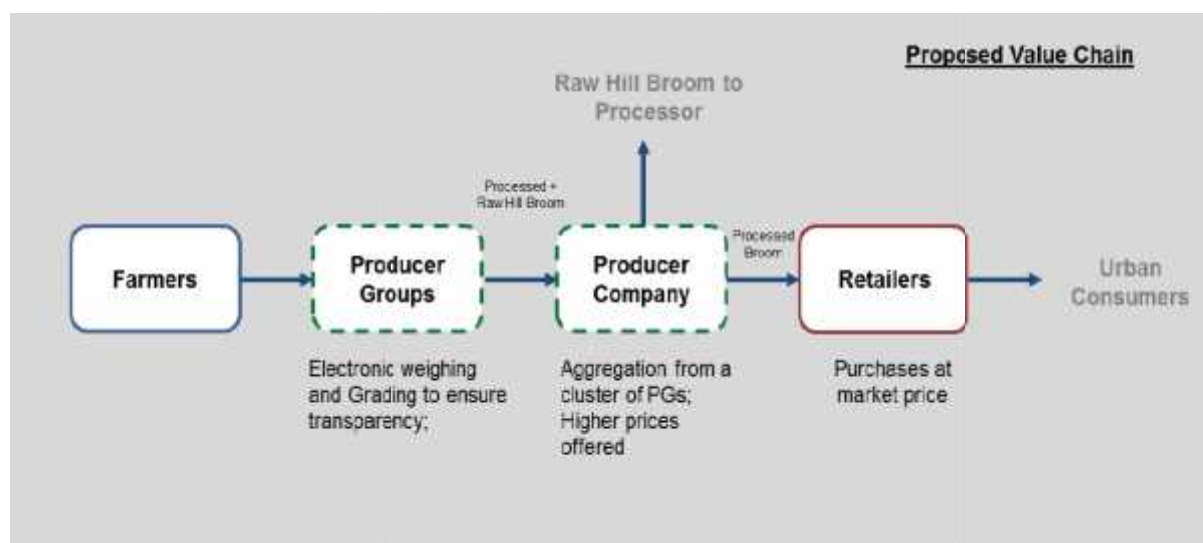 Proposed Value Chain
Raw Hill Broom to
Processor
Processed +
Raw Hill Broom
Processed
Broom
Farmers
Producer
Groups
Producer
Company
Retailers
Urban
Consumers
Electronic weighing
and Grading to ensure
transparency;
Aggregation from a
cluster of PGs;
Higher prices
offered
Purchases at
market price